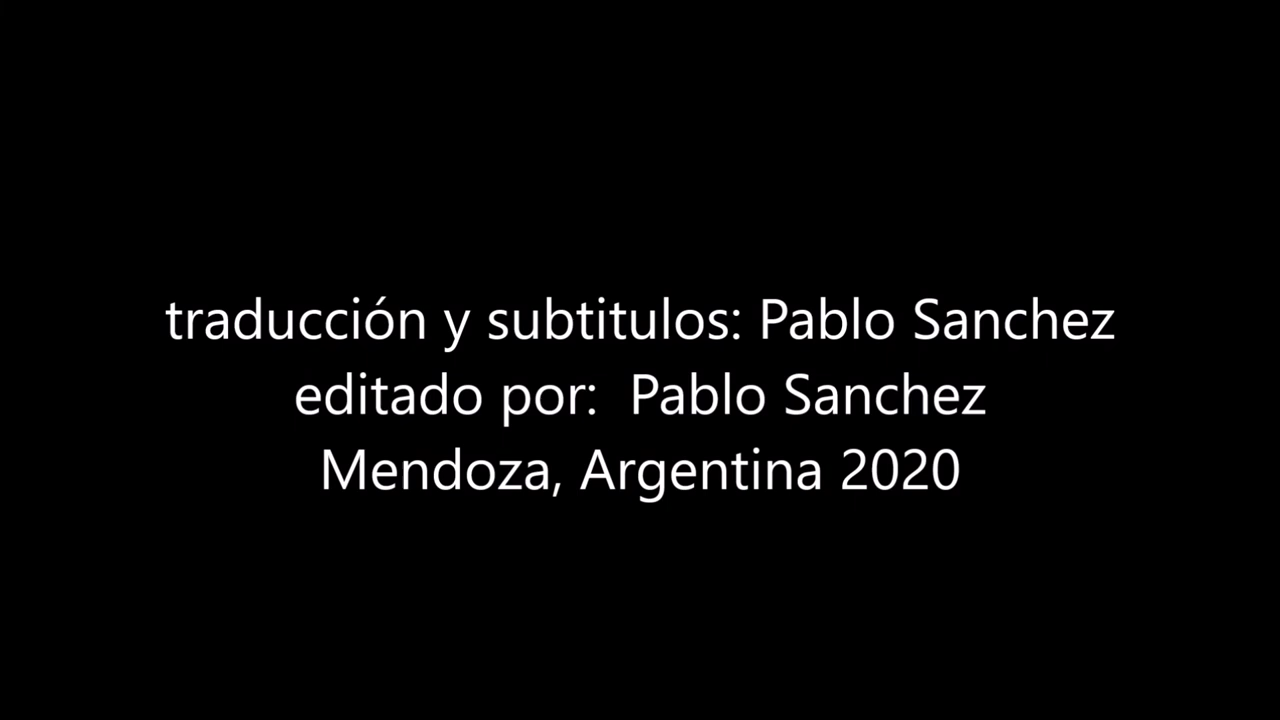 traducción y subtitulos: Pablo Sanchez
editado por:  Pablo Sanchez
Mendoza, Argentina 2020